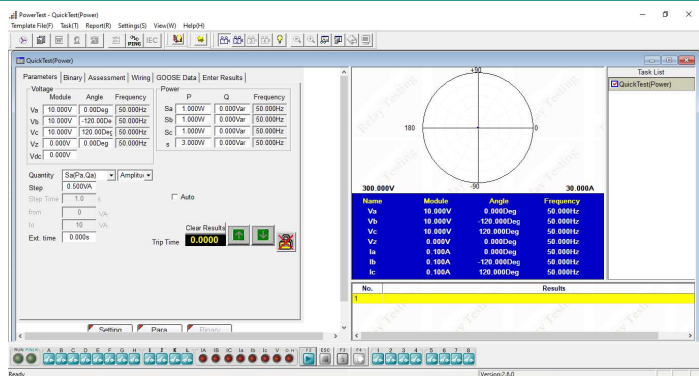 PowerTest - QuickTest(Power)
Template File(F) Task(T) Report(R) Settings(S) View(W) Help(H)
% PING IEC
QuickTest(Power)
Parameters Binary Assessment Wiring GOOSE Data Enter Results
Voltage
Module Angle Frequency
Va 10.000V 0.00Deg 50.000Hz
Vb 10.000V -120.00De 50.000Hz
Vc 10.000V 120.00Deg 50.000Hz
Vz 0.000V 0.00Deg 50.000Hz
Vdc 0.000V
Power
P Q Frequency
Sa 1.000W 0.000Var 50.000Hz
Sb 1.000W 0.000Var 50.000Hz
Sc 1.000W 0.000Var 50.000Hz
s 3.000W 0.000Var 50.000Hz
Quantity Sa(Pa.Qa) Amplitu
Step 0.500VA
Step Time 1.0 s
from 0 VA
to 10 VA
Ext. time 0.000s
Auto
Clear Results
Trip Time 0.0000
Setting Para Binary
+90
180 0
-90
300.000V 30.000A
Name Module Angle Frequency
Va 10.000V 0.000Deg 50.000Hz
Vb 10.000V -120.000Deg 50.000Hz
Vc 10.000V 120.000Deg 50.000Hz
Vz 0.000V 0.000Deg 50.000Hz
Ia 0.100A 0.000Deg 50.000Hz
Ib 0.100A -120.000Deg 50.000Hz
Ic 0.100A 120.000Deg 50.000Hz
No. Results
1
Task List
QuickTest(Power)
Relay Testing
RUN A B C D E F G H I J K L IA IB IC Ia Ib Ic V O H F2 ESC F3 F4 1 2 3 4 5 6 7 8
Ready
Version:2.8.0